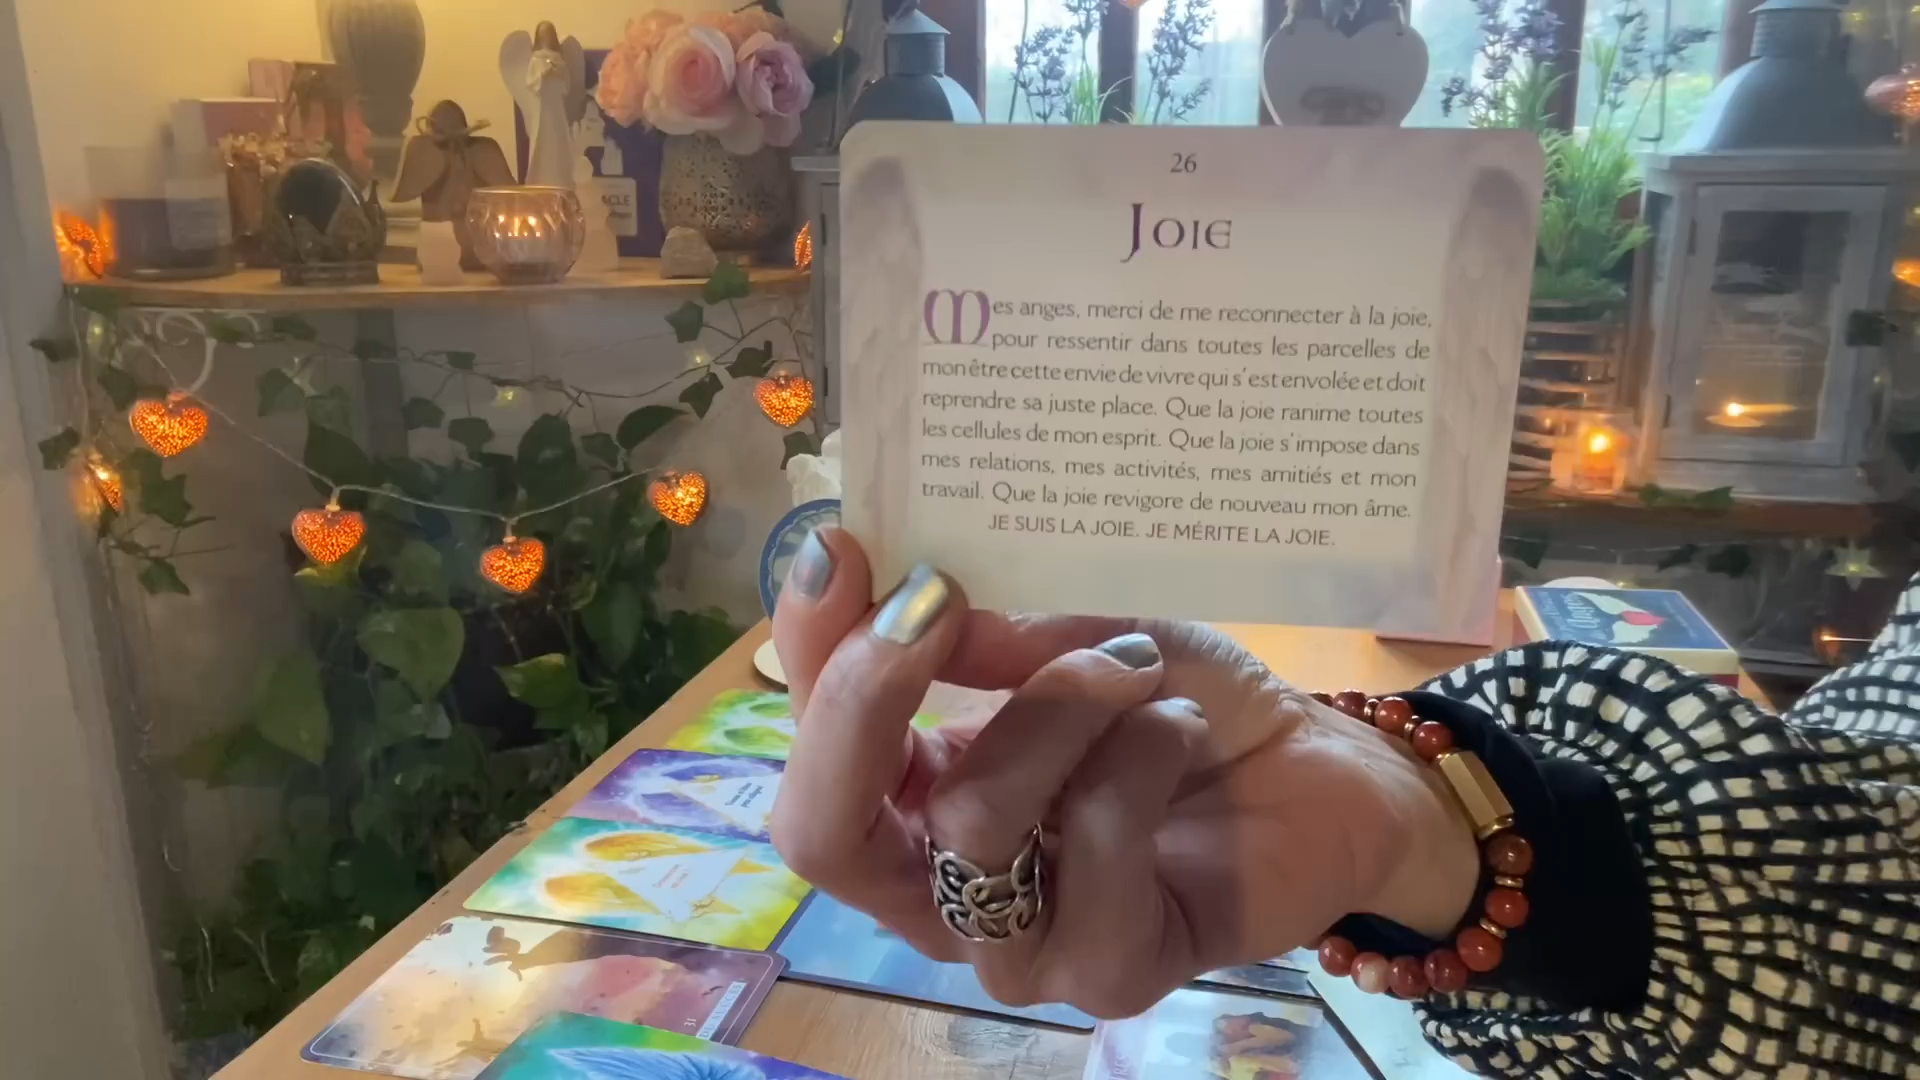 26
JOIE
Mes anges, merci de me reconnecter à la joie,
pour ressentir dans toutes les parcelles de
mon être cette envie de vivre qui s'est envolée et doit
reprendre sa juste place. Que la joie ranime toutes
les cellules de mon esprit. Que la joie s'impose dans
mes relations, mes activités, mes amitiés et mon
travail. Que la joie revigore de nouveau mon âme.
JE SUIS LA JOIE. JE MÉRITE LA JOIE.
31